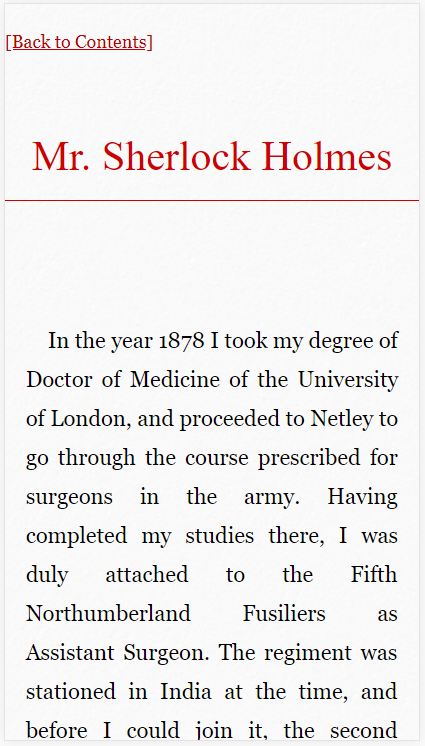 [Back to Contents]
Mr. Sherlock Holmes
In the year 1878 I took my degree of
Doctor of Medicine of the University
of London, and proceeded to Netley to
go through the course prescribed for
surgeons in the army. Having
completed my studies there, I was
duly attached to the Fifth
Northumberland Fusiliers as
Assistant Surgeon. The regiment was
stationed in India at the time, and
before I could join it, the second